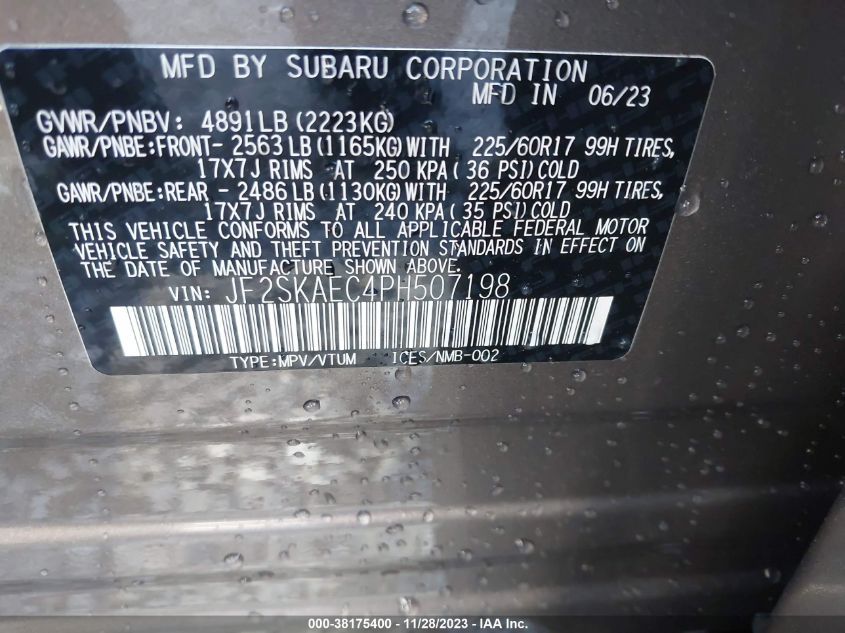 MFD BY SUBARU CORPORATION
MFD IN 06/23
GVWR/PNBV: 4891LB (2223KG)
GAWR/PNBE:FRONT- 2563 LB (1165KG) WITH 225/60R17 99H TIRES,
17X7J RIMS AT 250 KPA ( 36 PSI) COLD
GAWR/PNBE:REAR - 2486 LB (1130KG) WITH 225/60R17 99H TIRES,
17X7J RIMS AT 240 KPA ( 35 PSI) COLD
THIS VEHICLE CONFORMS TO ALL APPLICABLE FEDERAL MOTOR
VEHICLE SAFETY AND THEFT PREVENTION STANDARDS IN EFFECT ON
THE DATE OF MANUFACTURE SHOWN ABOVE.
VIN: JF2SKAEC4PH507198
TYPE:MPV/VTUM ICES/NMB-002
000-38175400 - 11/28/2023 - IAA Inc.